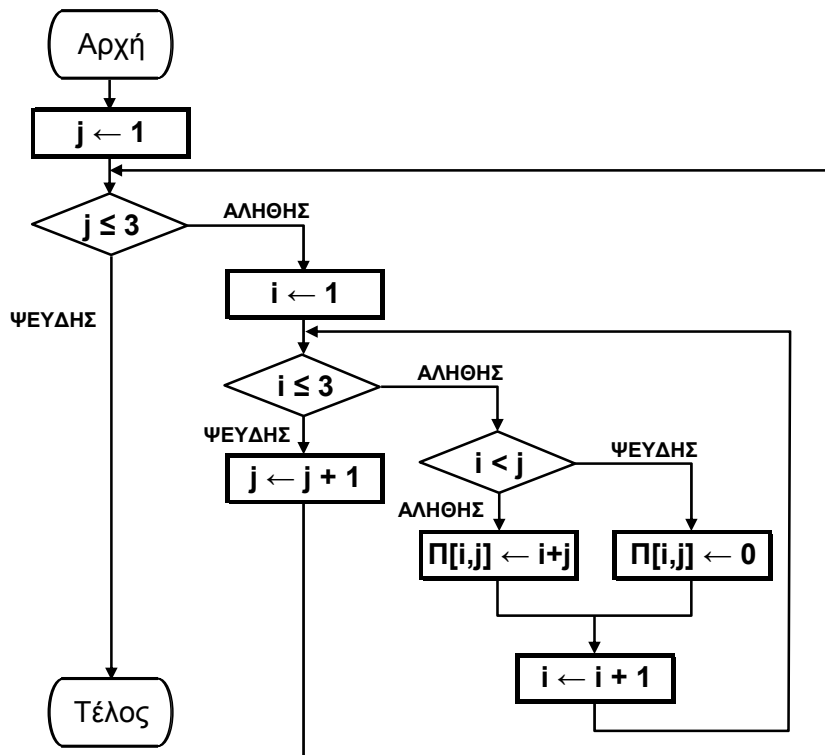 Αρχή
j ← 1
j ≤ 3
ΑΛΗΘΗΣ
i ← 1
ΨΕΥΔΗΣ
i ≤ 3
ΑΛΗΘΗΣ
ΨΕΥΔΗΣ
j ← j + 1
i < j
ΨΕΥΔΗΣ
ΑΛΗΘΗΣ
Π[i,j] ← i+j
Π[i,j] ← 0
i ← i + 1
Τέλος